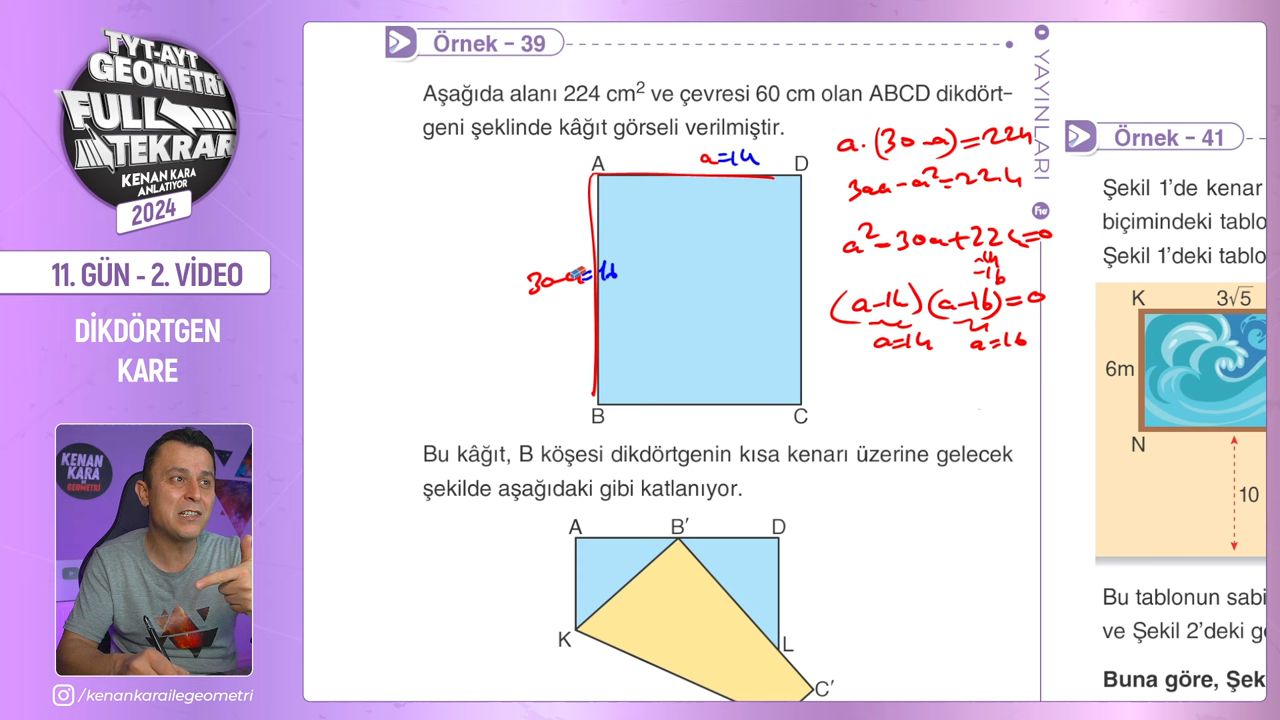 TYT-AYT
GEOMETRİ
FULL
TEKRAR
KENAN KARA
ANLATIYOR
2024
11. GÜN - 2. VİDEO
DİKDÖRTGEN
KARE
KENAN
KARA
İLE
GEOMETRİ
/kenankarailegeometri
Örnek – 39
Aşağıda alanı 224 cm² ve çevresi 60 cm olan ABCD dikdört-
geni şeklinde kâğıt görseli verilmiştir.
A
a=14
D
30-a=16
B
C
a.(30-a)=224
30a-a²=224
a²-30a+224=0
-14
-16
(a-14)(a-16)=0
a=14 a=16
Bu kâğıt, B köşesi dikdörtgenin kısa kenarı üzerine gelecek
şekilde aşağıdaki gibi katlanıyor.
A
B′
D
K
L
C′
YAYINLARI
Örnek – 41
Şekil 1’de kenar
biçimindeki tablo
Şekil 1’deki tablo
K
3√5
6m
N
10
Bu tablonun sabi
ve Şekil 2’deki g
Buna göre, Şek